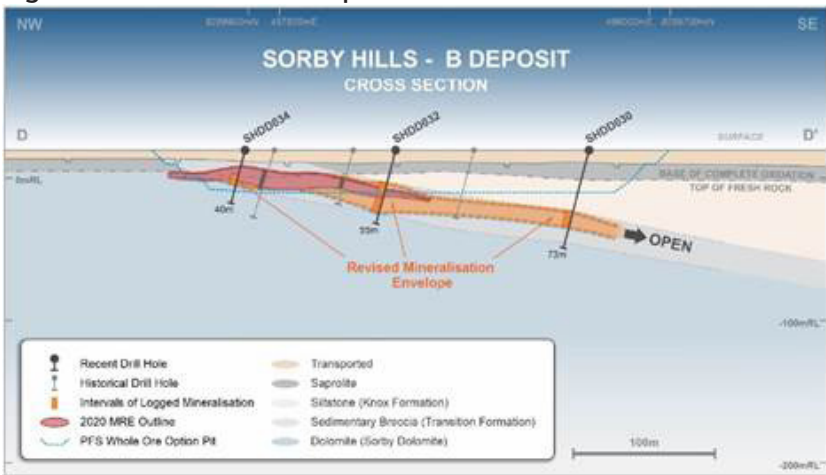 NW
SE
SORBY HILLS - B DEPOSIT
CROSS SECTION
D
SHDD034
SHDD032
SHDD030
SURFACE
D'
0mRL
BASE OF COMPLETE OXIDATION
TOP OF FRESH ROCK
40m
55m
73m
OPEN
Revised Mineralisation
Envelope
-100mRL
Recent Drill Hole
Historical Drill Hole
Intervals of Logged Mineralisation
2020 MRE Outline
PFS Whole Ore Option Pit
Transported
Saprolite
Siltstone (Knox Formation)
Sedimentary Breccia (Transition Formation)
Dolomite (Sorby Dolomite)
100m
-200mRL